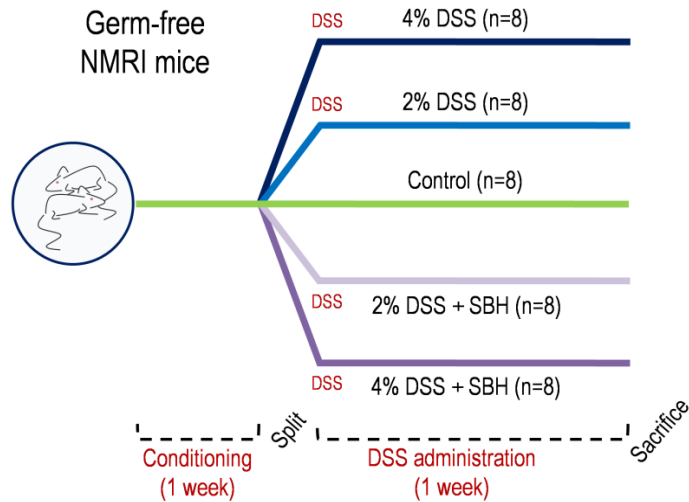 Germ-free
NMRI mice
DSS
4% DSS (n=8)
DSS
2% DSS (n=8)
Control (n=8)
DSS
2% DSS + SBH (n=8)
DSS
4% DSS + SBH (n=8)
Conditioning
(1 week)
Split
DSS administration
(1 week)
Sacrifice